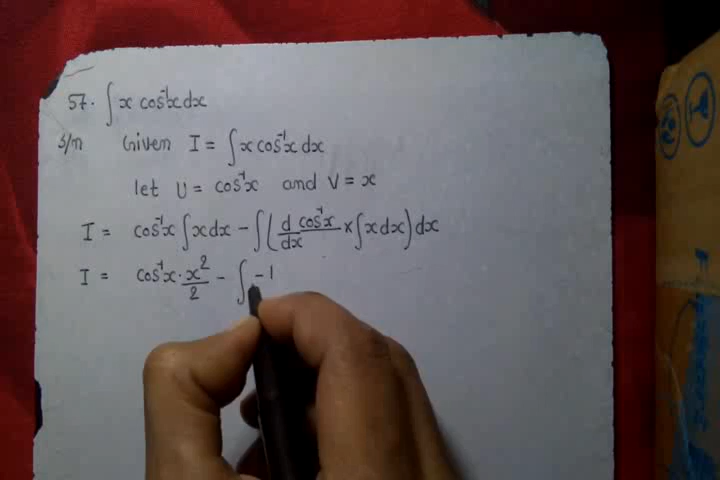 57. ∫ x cos⁻¹x dx
S/n Given I = ∫ x cos⁻¹x dx
let U = cos⁻¹x and V = x
I = cos⁻¹x ∫ x dx - ∫ ( d/dx cos⁻¹x × ∫ x dx ) dx
I = cos⁻¹x · x²/2 - ∫ -1